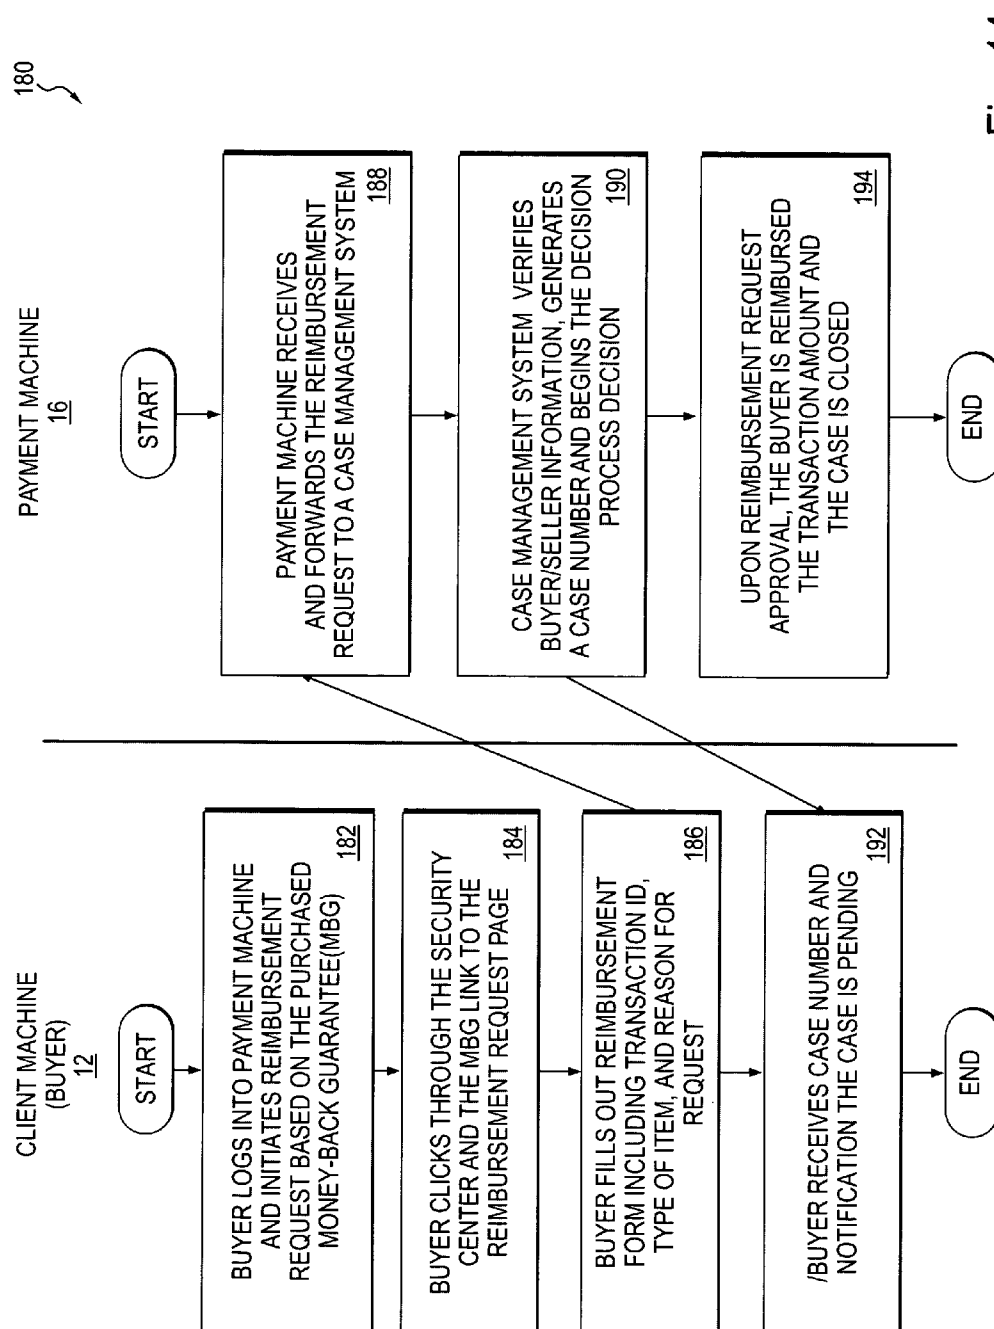 180
CLIENT MACHINE
(BUYER)
12
START
BUYER LOGS INTO PAYMENT MACHINE
AND INITIATES REIMBURSEMENT
REQUEST BASED ON THE PURCHASED
MONEY-BACK GUARANTEE(MBG)
182
BUYER CLICKS THROUGH THE SECURITY
CENTER AND THE MBG LINK TO THE
REIMBURSEMENT REQUEST PAGE
184
BUYER FILLS OUT REIMBURSEMENT
FORM INCLUDING TRANSACTION ID,
TYPE OF ITEM, AND REASON FOR
REQUEST
186
/BUYER RECEIVES CASE NUMBER AND
NOTIFICATION THE CASE IS PENDING
192
END
PAYMENT MACHINE
16
START
PAYMENT MACHINE RECEIVES
AND FORWARDS THE REIMBURSEMENT
REQUEST TO A CASE MANAGEMENT SYSTEM
188
CASE MANAGEMENT SYSTEM VERIFIES
BUYER/SELLER INFORMATION, GENERATES
A CASE NUMBER AND BEGINS THE DECISION
PROCESS DECISION
190
UPON REIMBURSEMENT REQUEST
APPROVAL, THE BUYER IS REIMBURSED
THE TRANSACTION AMOUNT AND
THE CASE IS CLOSED
194
END